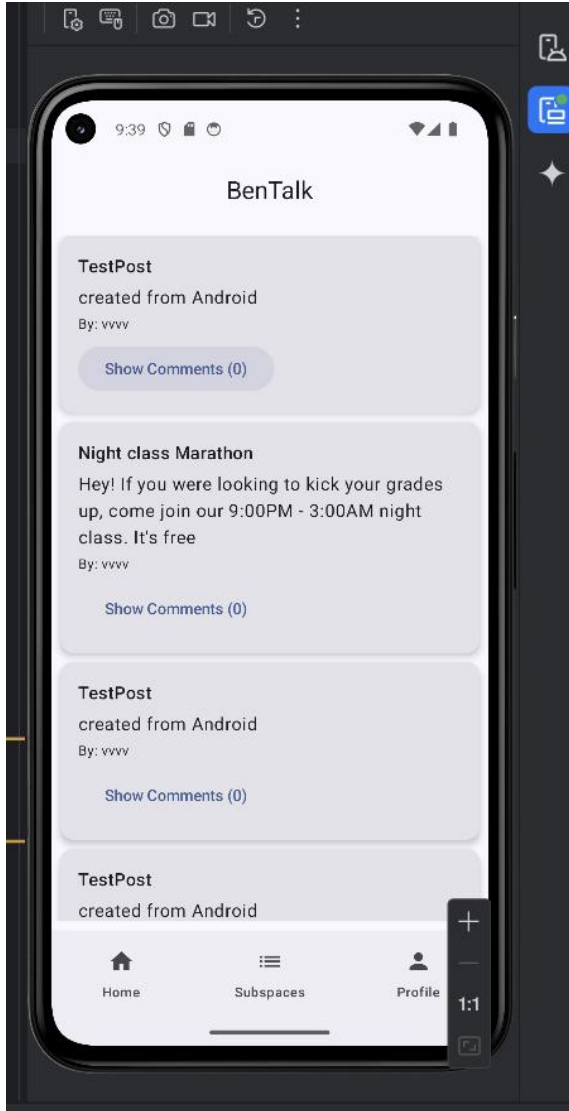 9:39
BenTalk
TestPost
created from Android
By: vvvv
Show Comments (0)
Night class Marathon
Hey! If you were looking to kick your grades
up, come join our 9:00PM - 3:00AM night
class. It's free
By: vvvv
Show Comments (0)
TestPost
created from Android
By: vvvv
Show Comments (0)
TestPost
created from Android
Home
Subspaces
Profile
1:1